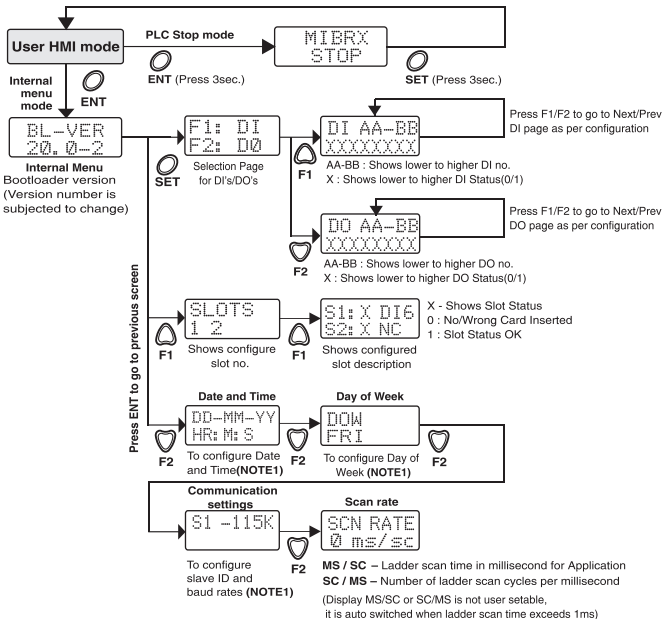 User HMI mode
PLC Stop mode
ENT (Press 3sec.)
MIBRX
STOP
SET (Press 3sec.)
Internal
menu
mode
ENT
BL-VER
20.0-2
Internal Menu
Bootloader version
(Version number is
subjected to change)
SET
F1: DI
F2: DO
Selection Page
for DI's/DO's
F1
DI AA-BB
XXXXXXXX
AA-BB : Shows lower to higher DI no.
X : Shows lower to higher DI Status(0/1)
Press F1/F2 to go to Next/Prev
DI page as per configuration
F2
DO AA-BB
XXXXXXXX
AA-BB : Shows lower to higher DO no.
X : Shows lower to higher DO Status(0/1)
Press F1/F2 to go to Next/Prev
DO page as per configuration
Press ENT to go to previous screen
F1
SLOTS
1 2
Shows configure
slot no.
F1
S1: X DI6
S2: X NC
Shows configured
slot description
X - Shows Slot Status
0 : No/Wrong Card Inserted
1 : Slot Status OK
F2
Date and Time
DD-MM-YY
HR: M: S
To configure Date
and Time(NOTE1)
F2
Day of Week
DOW
FRI
To configure Day of
Week (NOTE1)
F2
Communication
settings
S1 -115K
To configure
slave ID and
baud rates (NOTE1)
F2
Scan rate
SCN RATE
0 ms/sc
MS / SC – Ladder scan time in millisecond for Application
SC / MS – Number of ladder scan cycles per millisecond
(Display MS/SC or SC/MS is not user setable,
it is auto switched when ladder scan time exceeds 1ms)